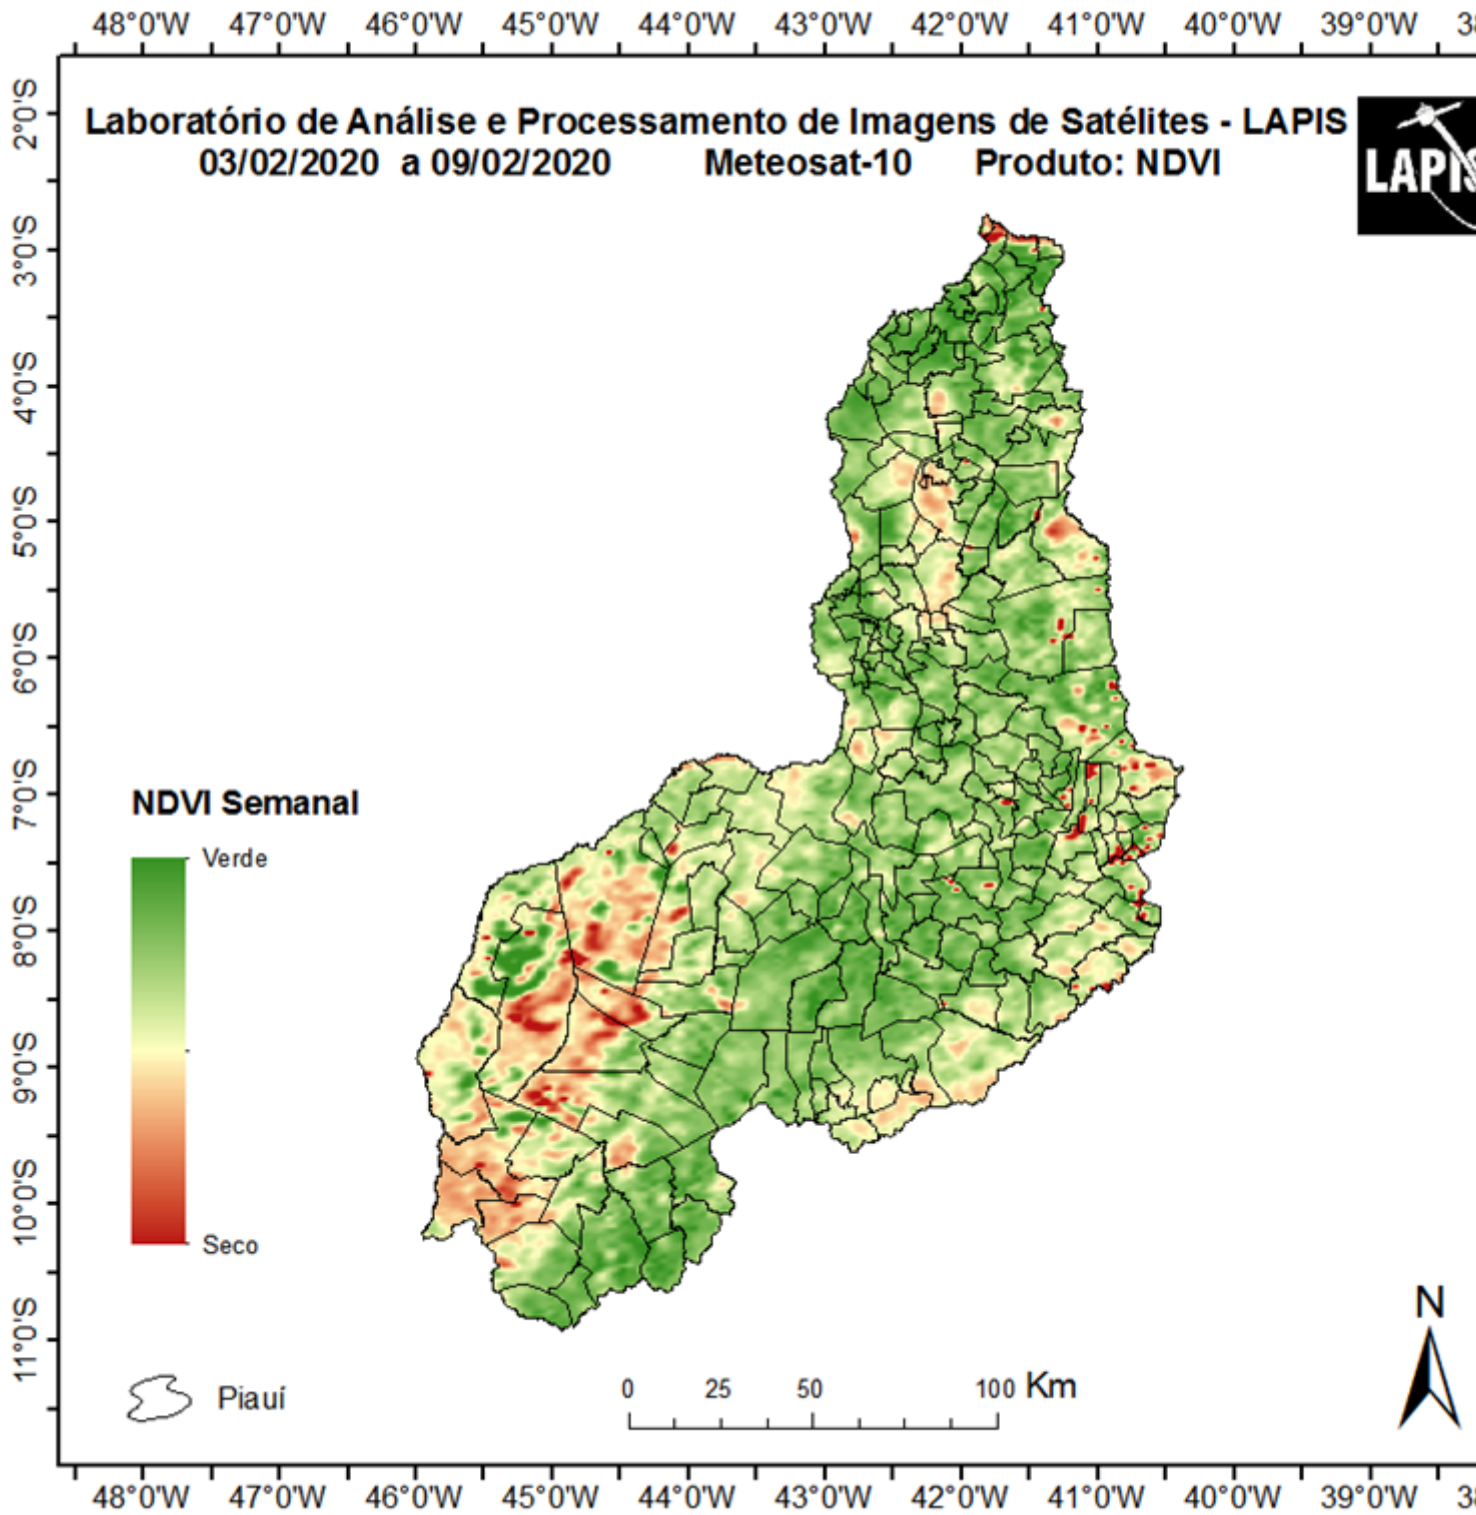 48°0'W 47°0'W 46°0'W 45°0'W 44°0'W 43°0'W 42°0'W 41°0'W 40°0'W 39°0'W
Laboratório de Análise e Processamento de Imagens de Satélites - LAPIS
03/02/2020 a 09/02/2020 Meteosat-10 Produto: NDVI
LAPIS
2°0'S
3°0'S
4°0'S
5°0'S
6°0'S
7°0'S
8°0'S
9°0'S
10°0'S
11°0'S
NDVI Semanal
Verde
Seco
Piauí
0 25 50 100 Km
N
48°0'W 47°0'W 46°0'W 45°0'W 44°0'W 43°0'W 42°0'W 41°0'W 40°0'W 39°0'W